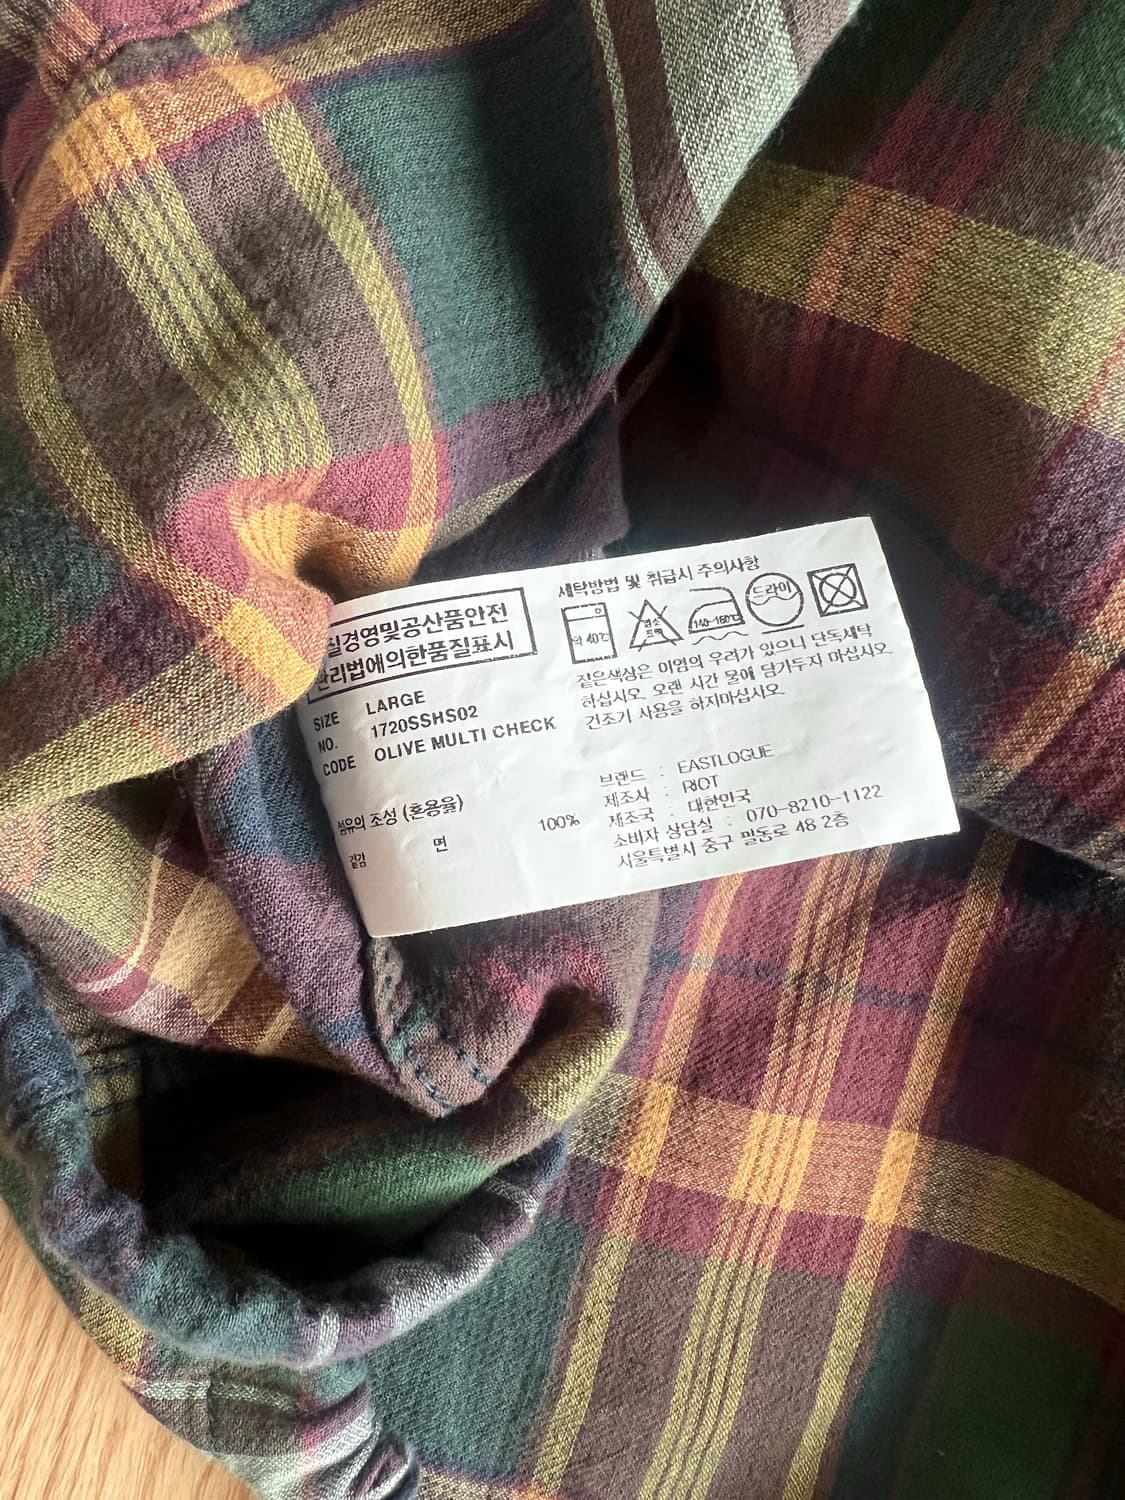 질경영및공산품안전
관리법에의한품질표시
SIZE LARGE
NO. 1720SSHS02
CODE OLIVE MULTI CHECK
섬유의 조성 (혼용율)
겉감 면 100%
세탁방법 및 취급시 주의사항
약 40℃
염소
표백
140-160℃
드라이
짙은색상은 이염의 우려가 있으니 단독세탁
하십시오. 오랜 시간 물에 담가두지 마십시오.
건조기 사용을 하지마십시오.
브랜드 : EASTLOGUE
제조사 : RIOT
제조국 : 대한민국
소비자 상담실 : 070-8210-1122
서울특별시 중구 필동로 48 2층